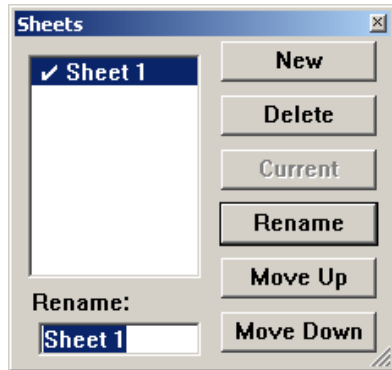 Sheets
✓ Sheet 1
New
Delete
Current
Rename
Move Up
Move Down
Rename:
Sheet 1